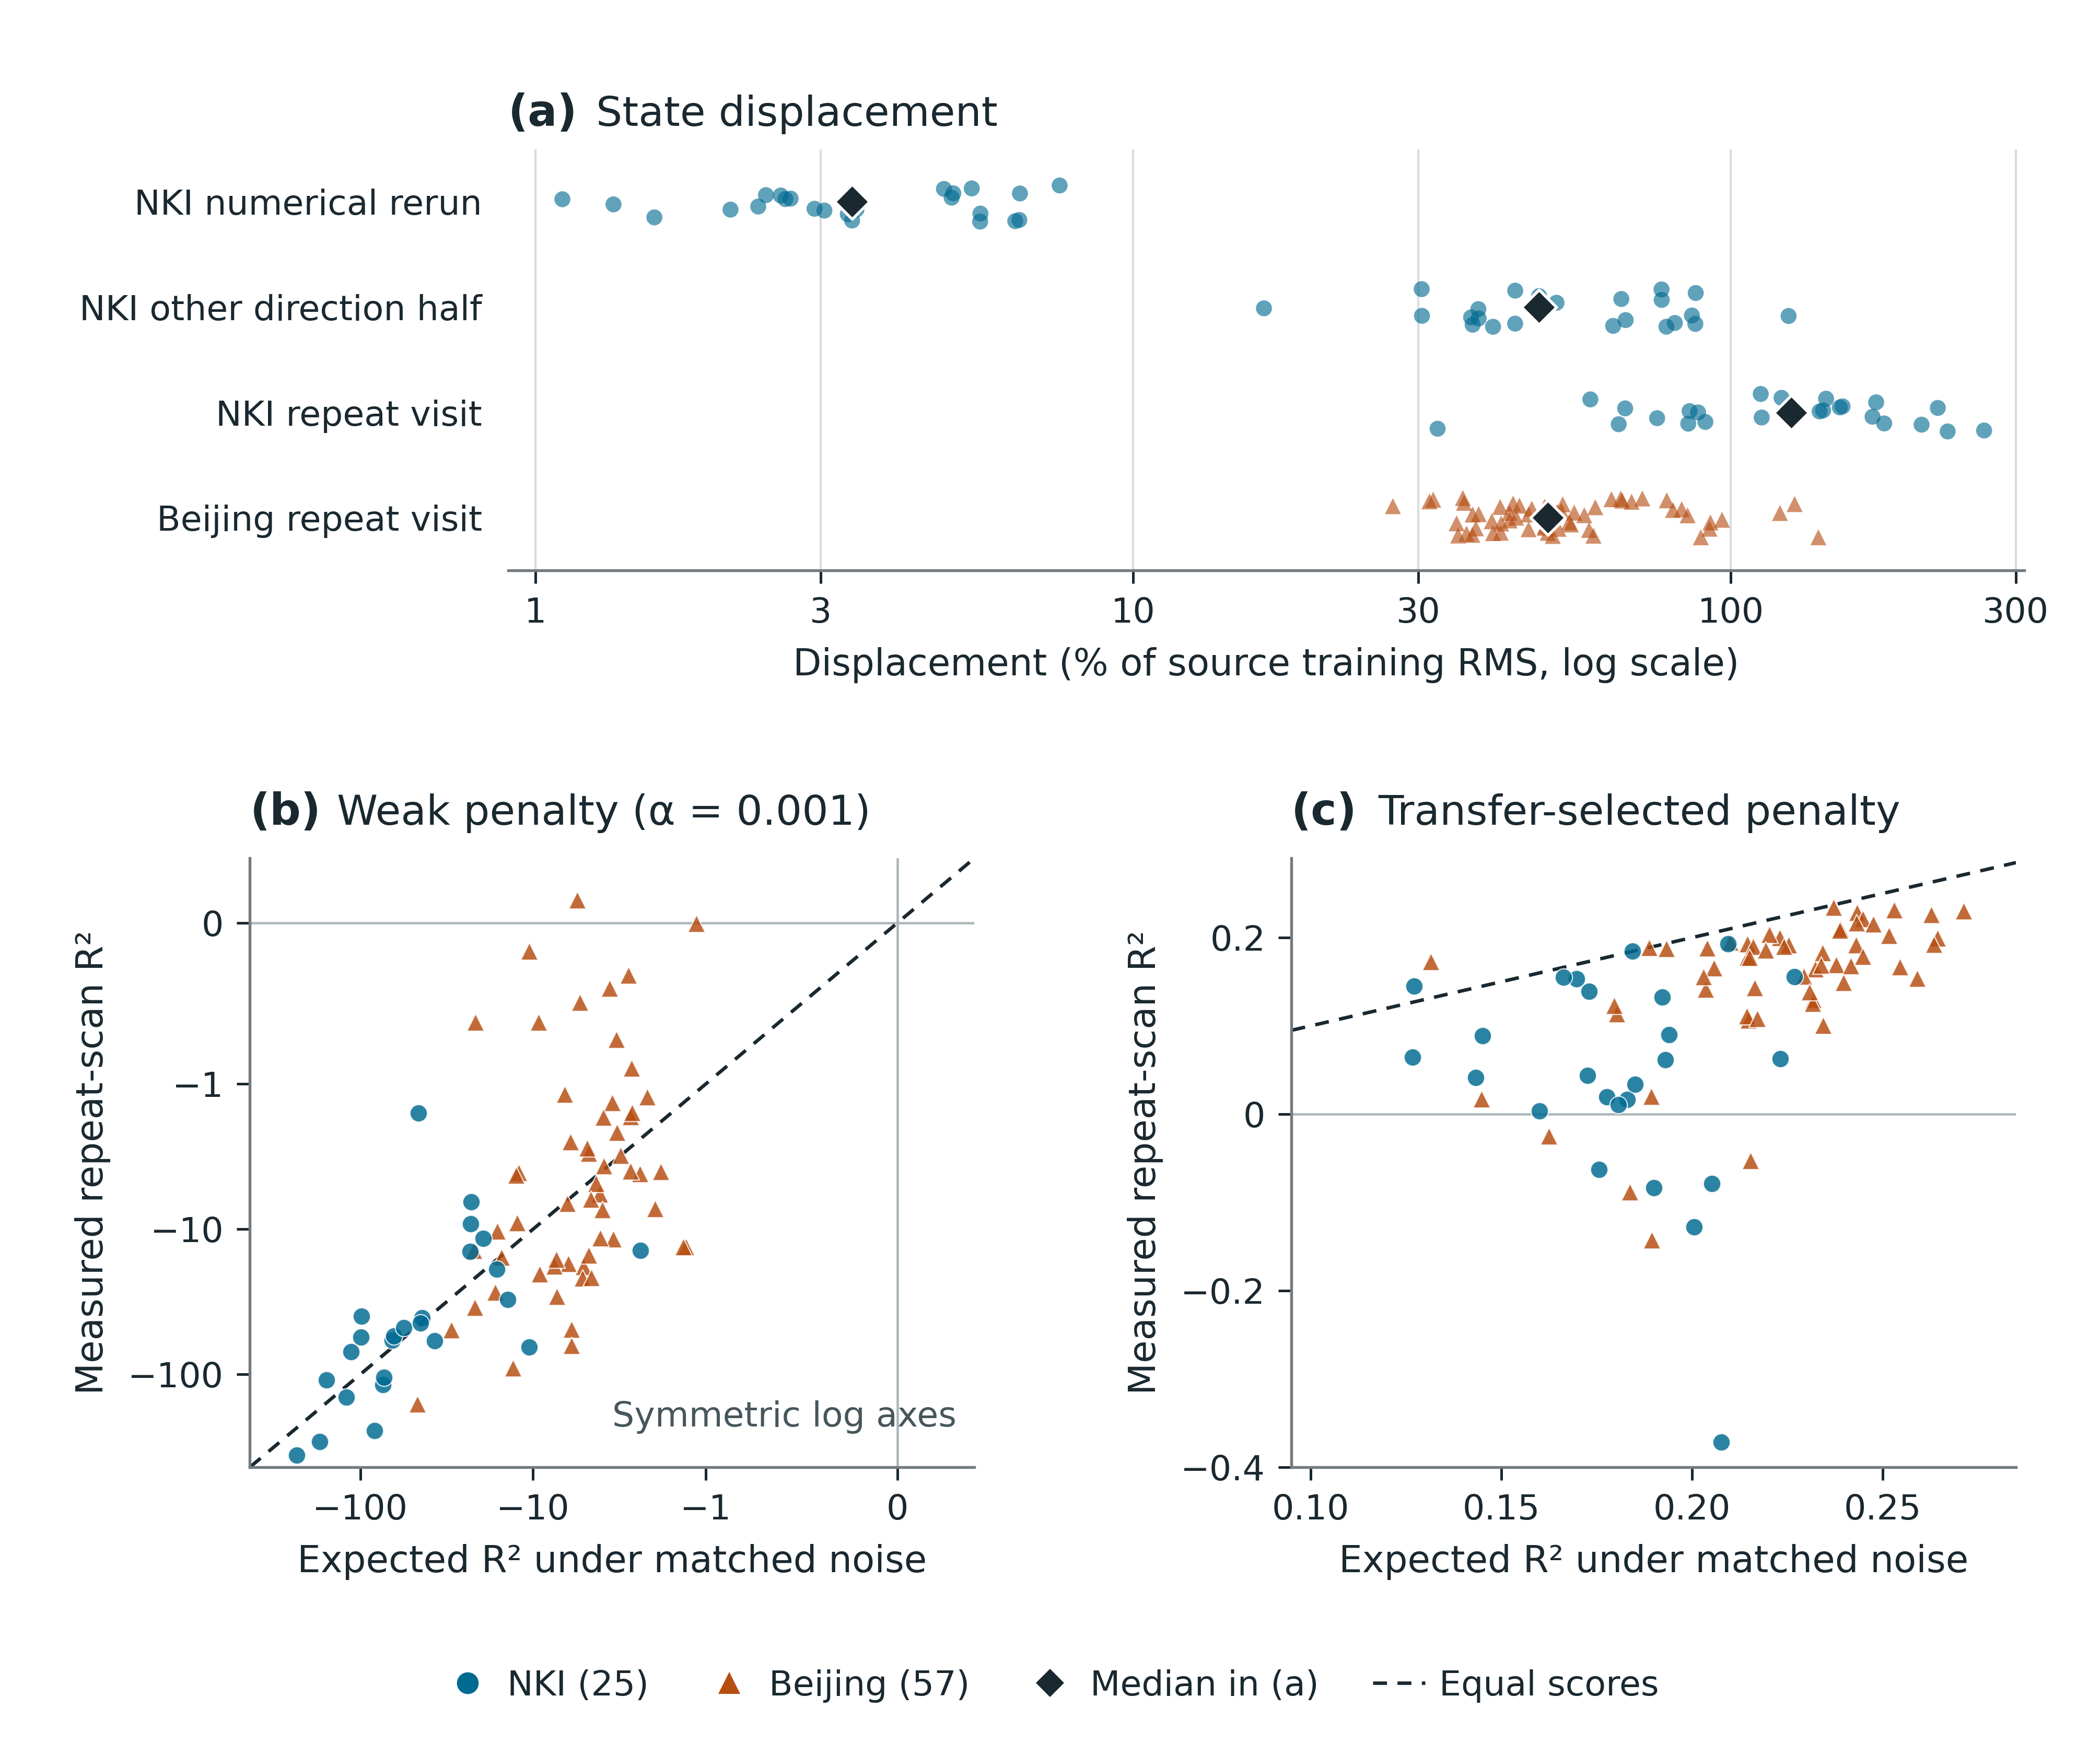 (a) State displacement
NKI numerical rerun
NKI other direction half
NKI repeat visit
Beijing repeat visit
1 3 10 30 100 300
Displacement (% of source training RMS, log scale)
(b) Weak penalty (α = 0.001)
Measured repeat-scan R²
0
−1
−10
−100
Symmetric log axes
−100 −10 −1 0
Expected R² under matched noise
(c) Transfer-selected penalty
Measured repeat-scan R²
0.2
0
−0.2
−0.4
0.10 0.15 0.20 0.25
Expected R² under matched noise
NKI (25) Beijing (57) Median in (a) Equal scores